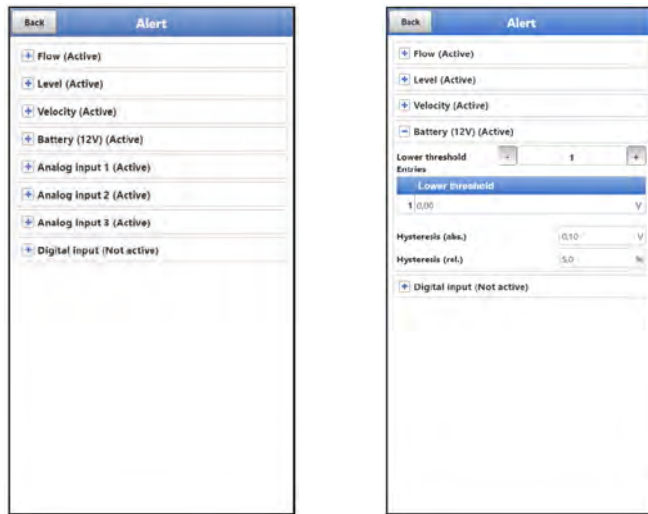 Back
Alert
Flow (Active)
Level (Active)
Velocity (Active)
Battery (12V) (Active)
Analog input 1 (Active)
Analog input 2 (Active)
Analog input 3 (Active)
Digital input (Not active)
Back
Alert
Flow (Active)
Level (Active)
Velocity (Active)
Battery (12V) (Active)
Lower threshold - 1 +
Entries
Lower threshold
1 0,00 V
Hysteresis (abs.) 0,10 V
Hysteresis (rel.) 5,0 %
Digital input (Not active)